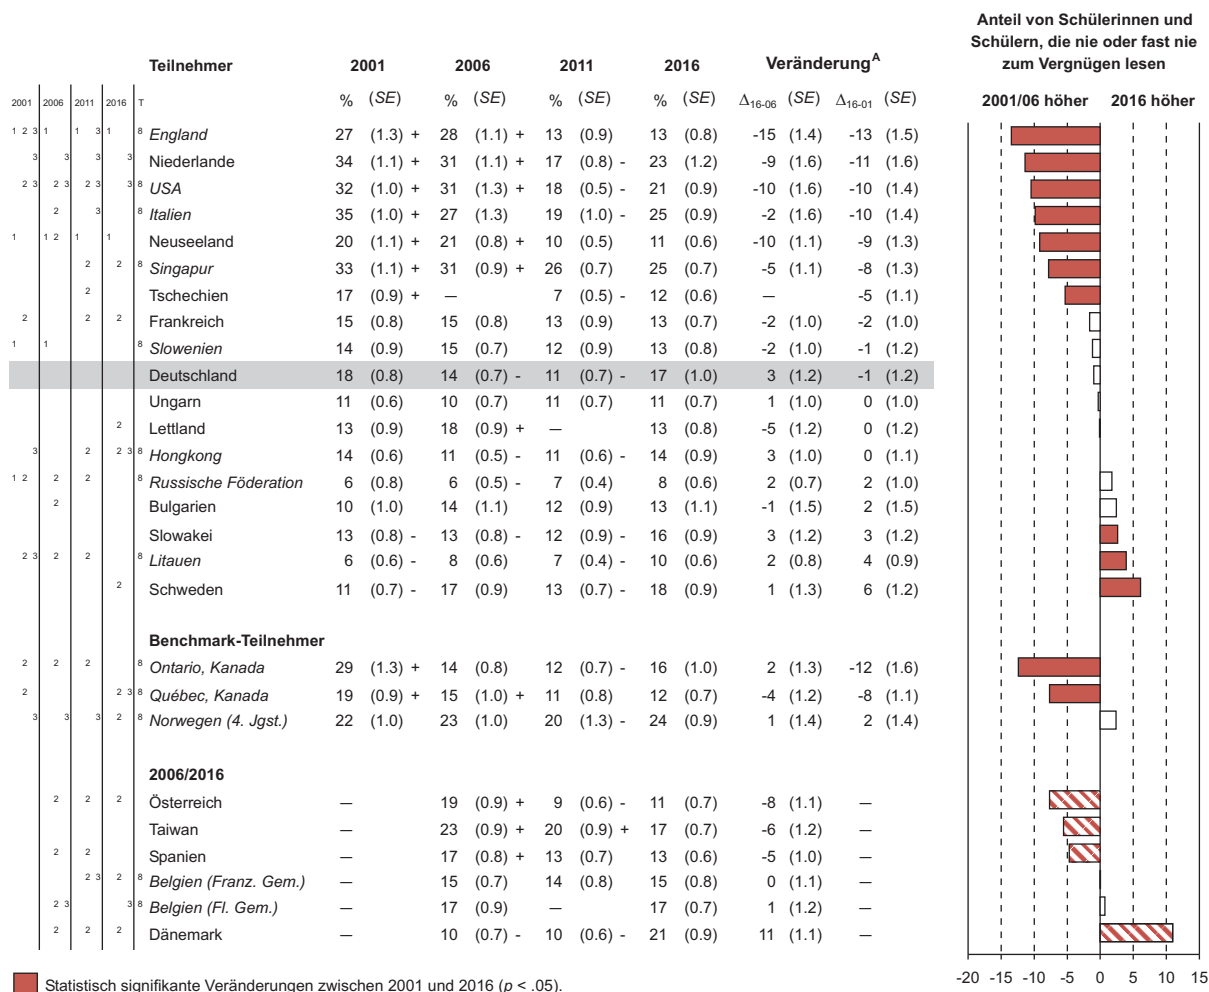 Anteil von Schülerinnen und
Schülern, die nie oder fast nie
zum Vergnügen lesen
Teilnehmer 2001 2006 2011 2016 Veränderung^A
2001 2006 2011 2016 T % (SE) % (SE) % (SE) % (SE) Δ16-06 (SE) Δ16-01 (SE) 2001/06 höher 2016 höher
1 2 3 1 1 3 1 8 England 27 (1.3) + 28 (1.1) + 13 (0.9) 13 (0.8) -15 (1.4) -13 (1.5)
3 3 3 3 Niederlande 34 (1.1) + 31 (1.1) + 17 (0.8) - 23 (1.2) -9 (1.6) -11 (1.6)
2 3 2 3 2 3 3 8 USA 32 (1.0) + 31 (1.3) + 18 (0.5) - 21 (0.9) -10 (1.6) -10 (1.4)
2 3 8 Italien 35 (1.0) + 27 (1.3) 19 (1.0) - 25 (0.9) -2 (1.6) -10 (1.4)
1 1 2 1 1 Neuseeland 20 (1.1) + 21 (0.8) + 10 (0.5) 11 (0.6) -10 (1.1) -9 (1.3)
2 2 8 Singapur 33 (1.1) + 31 (0.9) + 26 (0.7) 25 (0.7) -5 (1.1) -8 (1.3)
2 Tschechien 17 (0.9) + — 7 (0.5) - 12 (0.6) — -5 (1.1)
2 2 2 Frankreich 15 (0.8) 15 (0.8) 13 (0.9) 13 (0.7) -2 (1.0) -2 (1.0)
1 1 8 Slowenien 14 (0.9) 15 (0.7) 12 (0.9) 13 (0.8) -2 (1.0) -1 (1.2)
Deutschland 18 (0.8) 14 (0.7) - 11 (0.7) - 17 (1.0) 3 (1.2) -1 (1.2)
Ungarn 11 (0.6) 10 (0.7) 11 (0.7) 11 (0.7) 1 (1.0) 0 (1.0)
2 Lettland 13 (0.9) 18 (0.9) + — 13 (0.8) -5 (1.2) 0 (1.2)
3 2 2 3 8 Hongkong 14 (0.6) 11 (0.5) - 11 (0.6) - 14 (0.9) 3 (1.0) 0 (1.1)
1 2 2 2 8 Russische Föderation 6 (0.8) 6 (0.5) - 7 (0.4) 8 (0.6) 2 (0.7) 2 (1.0)
2 Bulgarien 10 (1.0) 14 (1.1) 12 (0.9) 13 (1.1) -1 (1.5) 2 (1.5)
Slowakei 13 (0.8) - 13 (0.8) - 12 (0.9) - 16 (0.9) 3 (1.2) 3 (1.2)
2 3 2 2 8 Litauen 6 (0.6) - 8 (0.6) 7 (0.4) - 10 (0.6) 2 (0.8) 4 (0.9)
2 Schweden 11 (0.7) - 17 (0.9) 13 (0.7) - 18 (0.9) 1 (1.3) 6 (1.2)
Benchmark-Teilnehmer
2 2 2 8 Ontario, Kanada 29 (1.3) + 14 (0.8) 12 (0.7) - 16 (1.0) 2 (1.3) -12 (1.6)
2 2 3 8 Québec, Kanada 19 (0.9) + 15 (1.0) + 11 (0.8) 12 (0.7) -4 (1.2) -8 (1.1)
3 3 3 2 8 Norwegen (4. Jgst.) 22 (1.0) 23 (1.0) 20 (1.3) - 24 (0.9) 1 (1.4) 2 (1.4)
2006/2016
2 2 2 Österreich — 19 (0.9) + 9 (0.6) - 11 (0.7) -8 (1.1) —
Taiwan — 23 (0.9) + 20 (0.9) + 17 (0.7) -6 (1.2) —
2 2 Spanien — 17 (0.8) + 13 (0.7) 13 (0.6) -5 (1.0) —
2 3 2 8 Belgien (Franz. Gem.) — 15 (0.7) 14 (0.8) 15 (0.8) 0 (1.1) —
2 3 3 8 Belgien (Fl. Gem.) — 17 (0.9) — 17 (0.7) 1 (1.2) —
2 2 2 Dänemark — 10 (0.7) - 10 (0.6) - 21 (0.9) 11 (1.1) —
-20 -15 -10 -5 0 5 10 15
Statistisch signifikante Veränderungen zwischen 2001 und 2016 (p < .05).